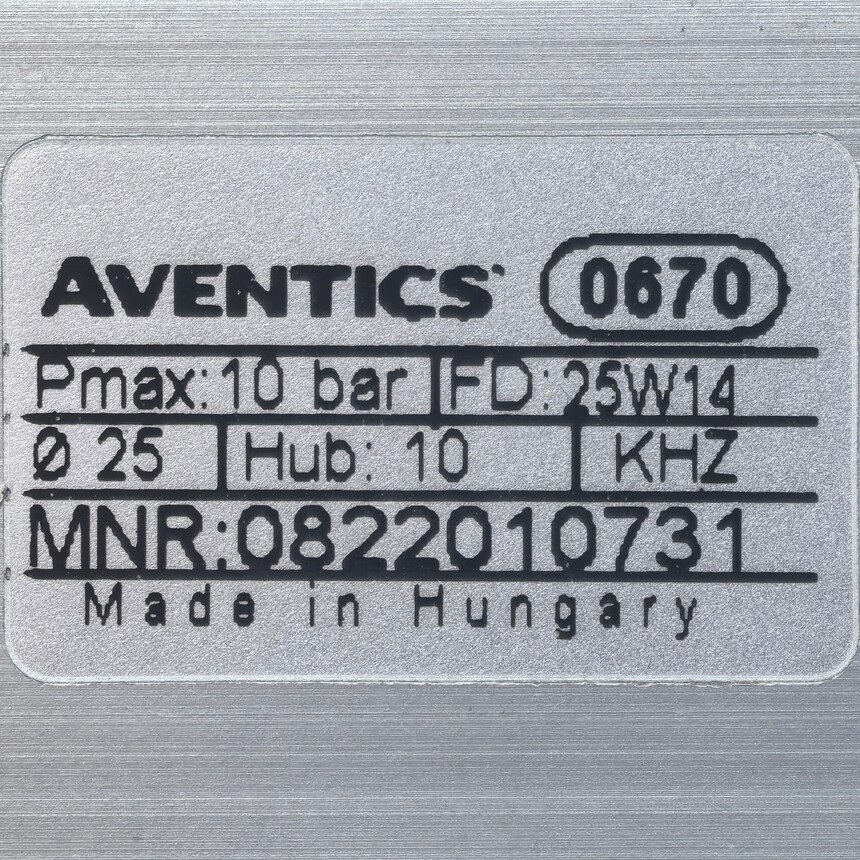 AVENTICS 0670
Pmax: 10 bar FD: 25W14
Ø 25 Hub: 10 KHZ
MNR:0822010731
Made in Hungary